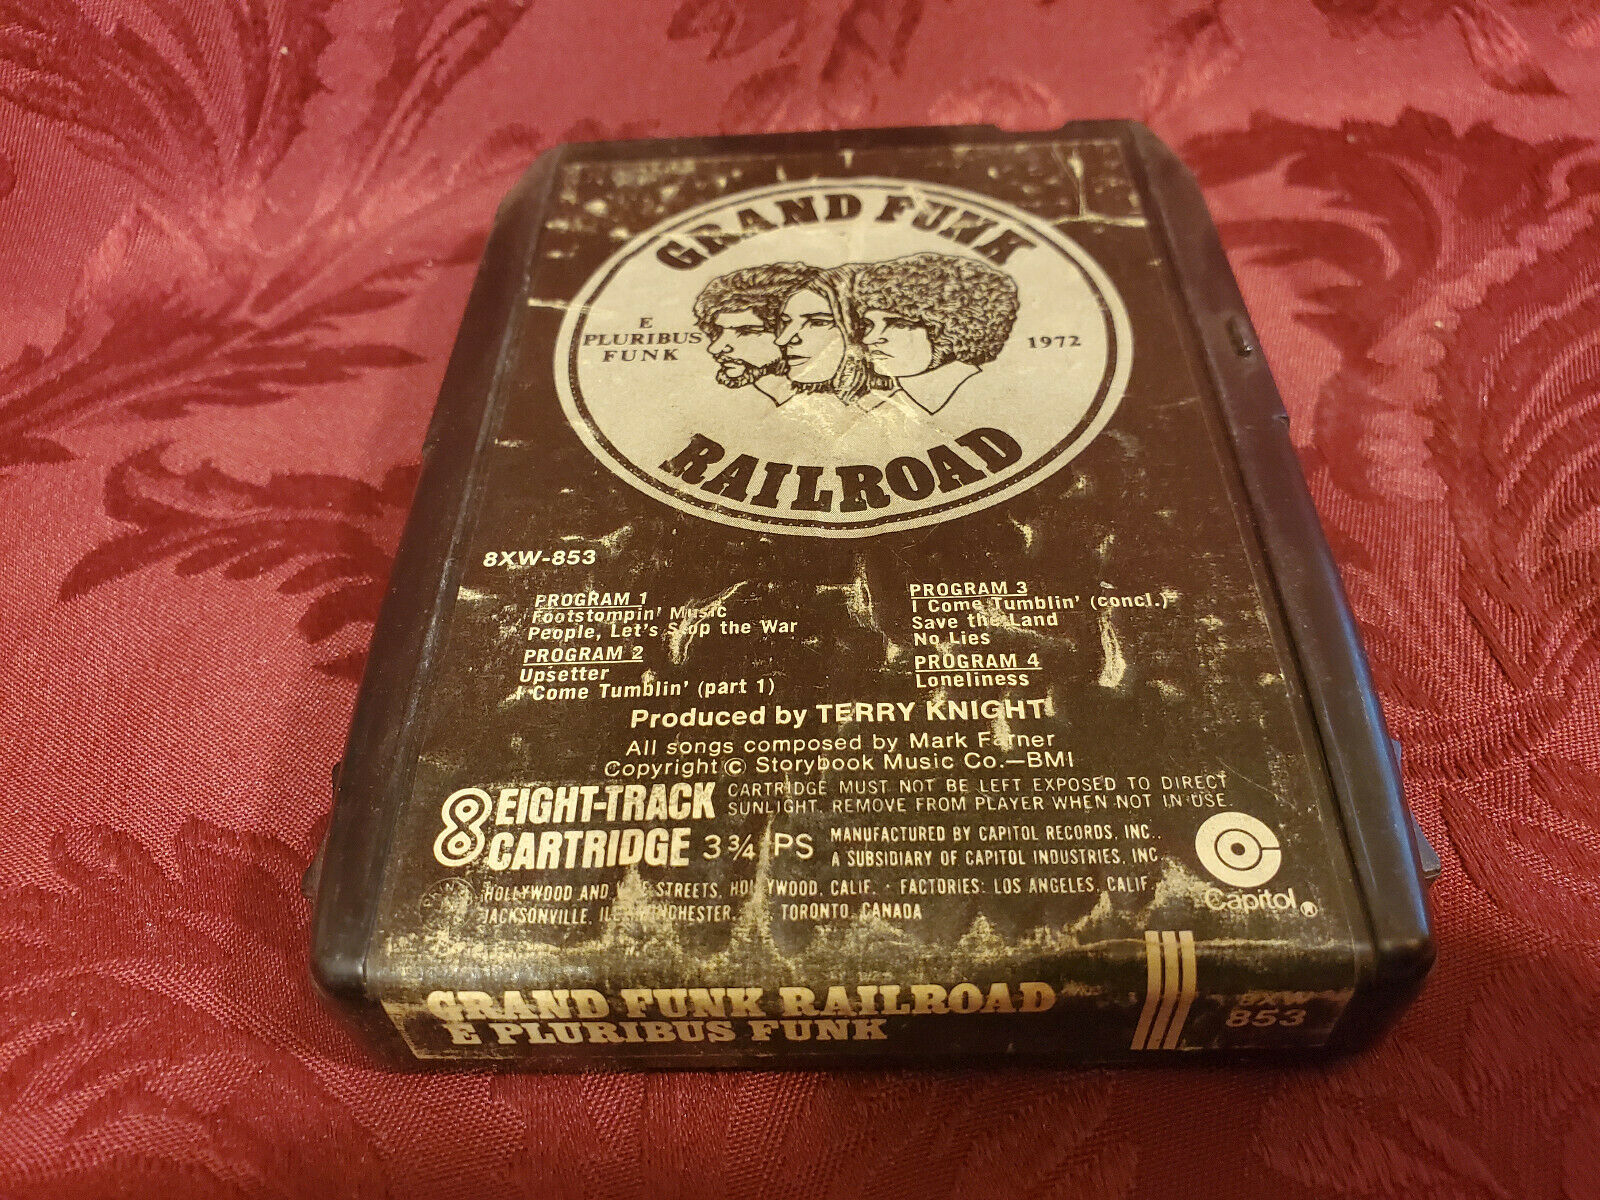 GRAND FUNK
E
PLURIBUS
FUNK
1972
RAILROAD
8XW-853
PROGRAM 1
Footstompin' Music
People, Let's Stop the War
PROGRAM 2
Upsetter
I Come Tumblin' (part 1)
PROGRAM 3
I Come Tumblin' (concl.)
Save the Land
No Lies
PROGRAM 4
Loneliness
Produced by TERRY KNIGHT
All songs composed by Mark Farner
Copyright © Storybook Music Co.—BMI
8 EIGHT-TRACK
CARTRIDGE 3¾ PS
CARTRIDGE MUST NOT BE LEFT EXPOSED TO DIRECT
SUNLIGHT. REMOVE FROM PLAYER WHEN NOT IN USE.
MANUFACTURED BY CAPITOL RECORDS, INC.,
A SUBSIDIARY OF CAPITOL INDUSTRIES, INC.
HOLLYWOOD AND STREETS, HOLLYWOOD, CALIF. · FACTORIES: LOS ANGELES, CALIF.,
JACKSONVILLE, ILL. WINCHESTER, TORONTO, CANADA
Capitol ®
GRAND FUNK RAILROAD
E PLURIBUS FUNK
8XW
853